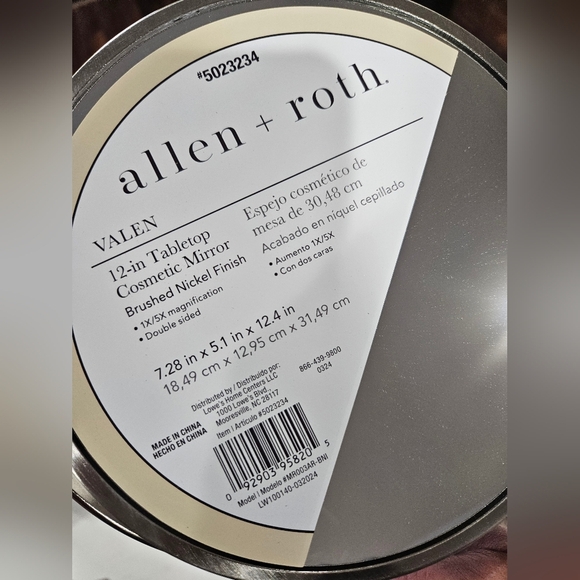 #5023234
allen + roth®
VALEN
12-in Tabletop
Cosmetic Mirror
Brushed Nickel Finish
• 1X/5X magnification
• Double sided
Espejo cosmético de
mesa de 30,48 cm
Acabado en níquel cepillado
• Aumento 1X/5X
• Con dos caras
7.28 in x 5.1 in x 12.4 in
18,49 cm x 12,95 cm x 31,49 cm
Distributed by / Distribuido por:
Lowe's Home Centers LLC
1000 Lowe's Blvd.,
Mooresville, NC 28117
Item / Artículo #5023234
866-439-9800
0324
MADE IN CHINA
HECHO EN CHINA
0 92903 95820 5
Model / Modelo #MR003AR-BNI
LW100140-032024